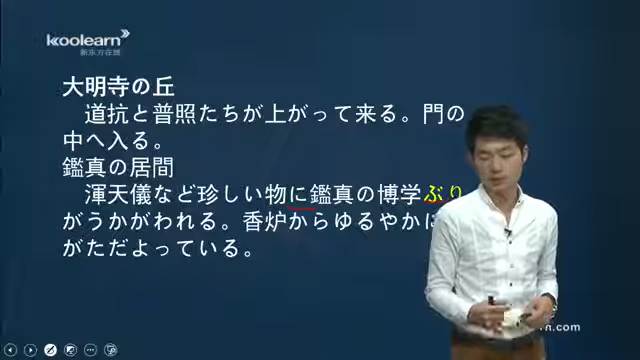 koolearn
新东方在线
大明寺の丘
道抗と普照たちが上がって来る。門の
中へ入る。
鑑真の居間
渾天儀など珍しい物に鑑真の博学ぶり
がうかがわれる。香炉からゆるやかに
がただよっている。
n.com